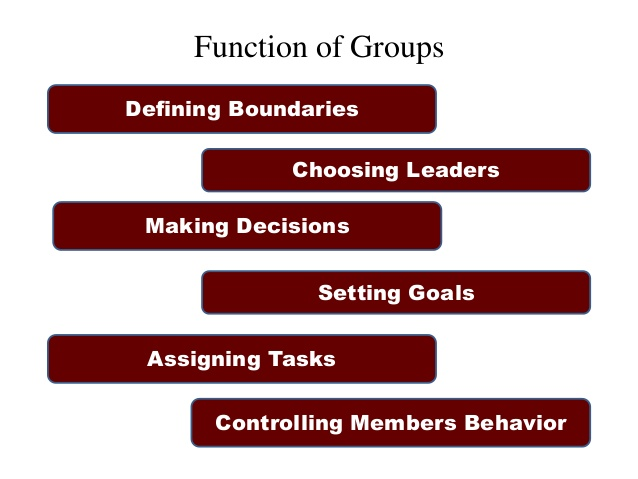 Function of Groups
Defining Boundaries
Choosing Leaders
Making Decisions
Setting Goals
Assigning Tasks
Controlling Members Behavior